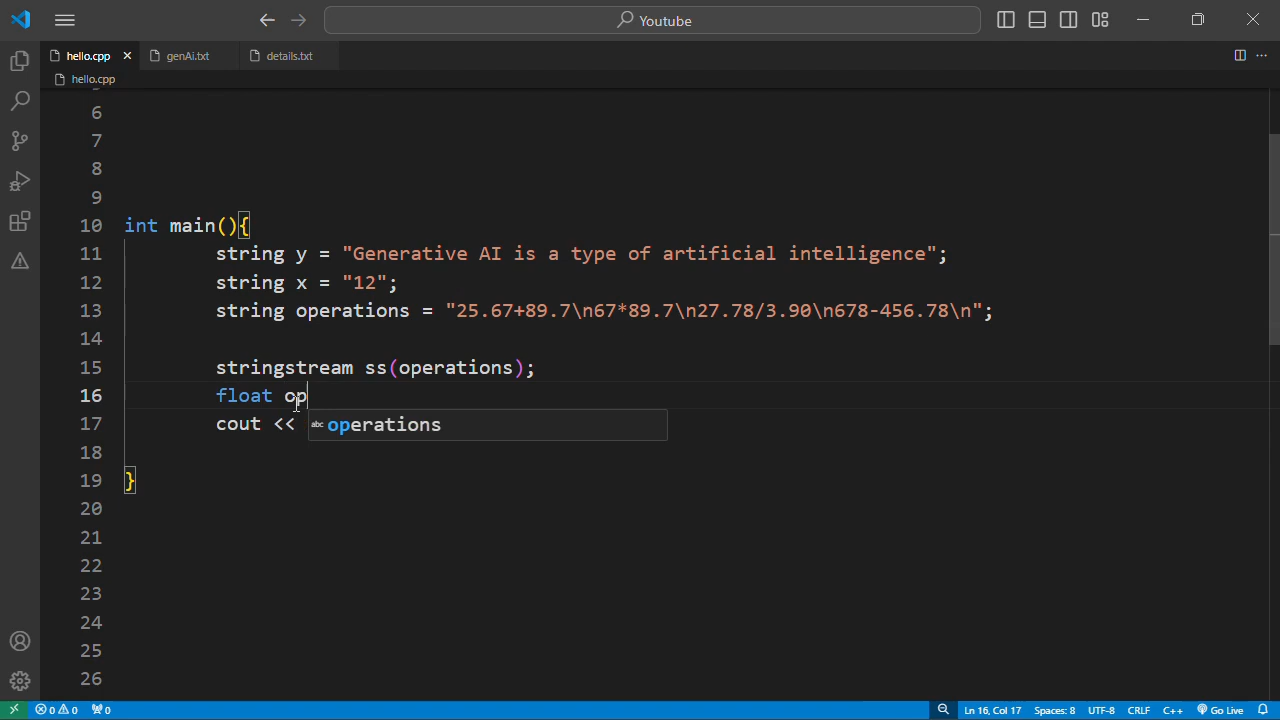 Youtube
hello.cpp
genAi.txt
details.txt
hello.cpp
6
7
8
9
10 int main(){
11 string y = "Generative AI is a type of artificial intelligence";
12 string x = "12";
13 string operations = "25.67+89.7\n67*89.7\n27.78/3.90\n678-456.78\n";
14
15 stringstream ss(operations);
16 float op
17 cout <<
abc operations
18
19 }
20
21
22
23
24
25
26
0 0 0 Ln 16, Col 17 Spaces: 8 UTF-8 CRLF C++ Go Live